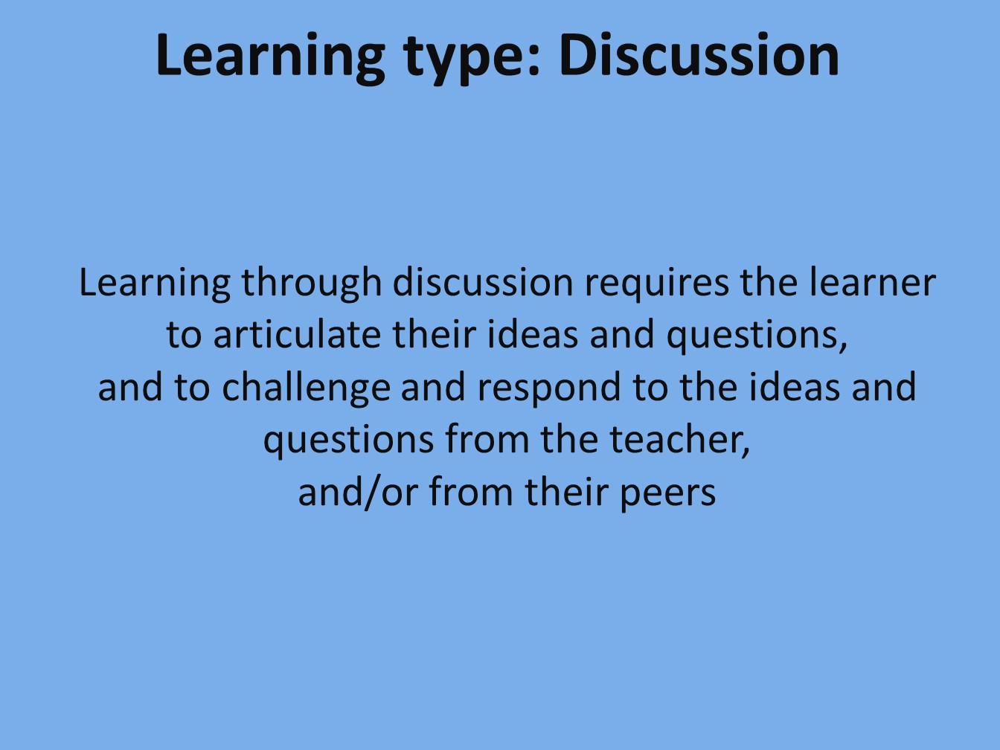 Learning type: Discussion
Learning through discussion requires the learner
to articulate their ideas and questions,
and to challenge and respond to the ideas and
questions from the teacher,
and/or from their peers